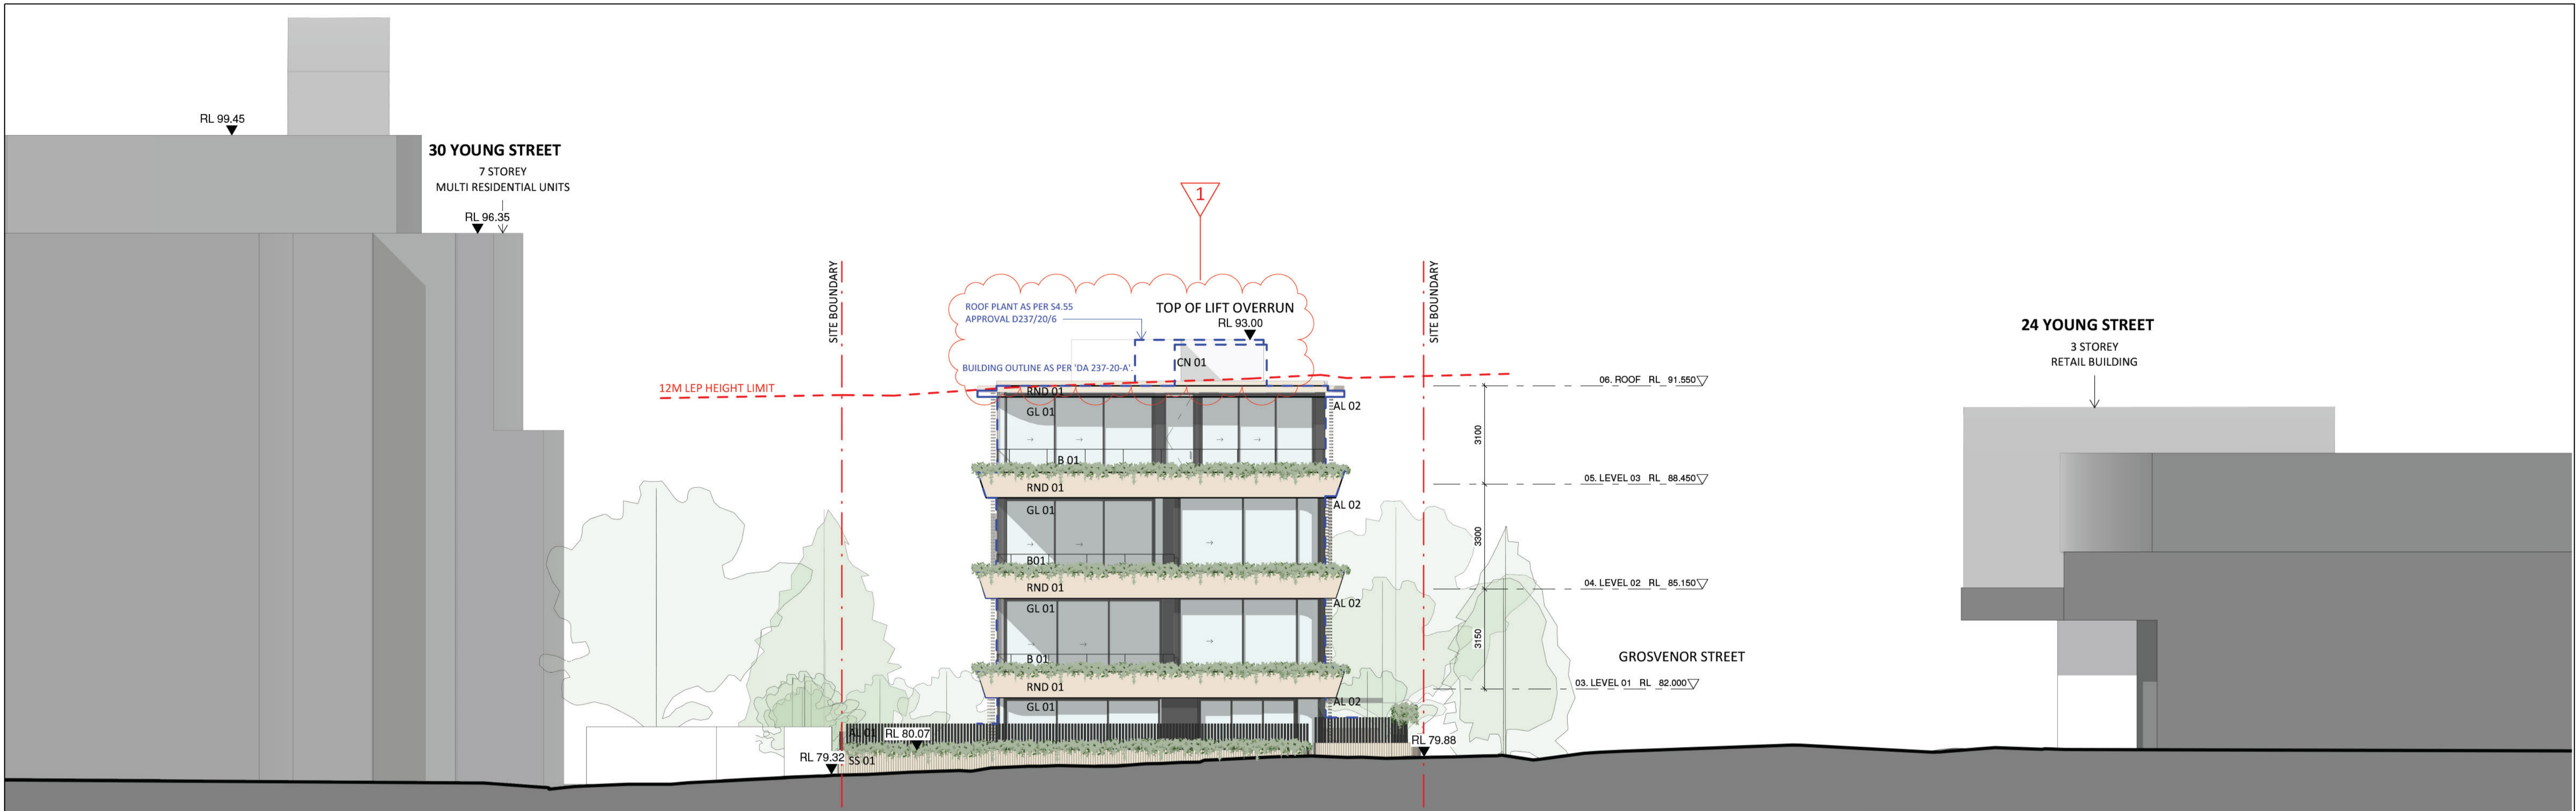 RL 99.45
30 YOUNG STREET
7 STOREY
MULTI RESIDENTIAL UNITS
RL 96.35
1
SITE BOUNDARY
SITE BOUNDARY
ROOF PLANT AS PER S4.55
APPROVAL D237/20/6
TOP OF LIFT OVERRUN
RL 93.00
CN 01
BUILDING OUTLINE AS PER 'DA 237-20-A'.
12M LEP HEIGHT LIMIT
24 YOUNG STREET
3 STOREY
RETAIL BUILDING
06. ROOF RL 91.550
RND 01
GL 01
AL 02
3100
B 01
05. LEVEL 03 RL 88.450
RND 01
GL 01
AL 02
3300
B01
04. LEVEL 02 RL 85.150
RND 01
GL 01
AL 02
3150
B 01
GROSVENOR STREET
03. LEVEL 01 RL 82.000
RND 01
GL 01
AL 02
AL 01
RL 80.07
RL 79.88
RL 79.32
SS 01